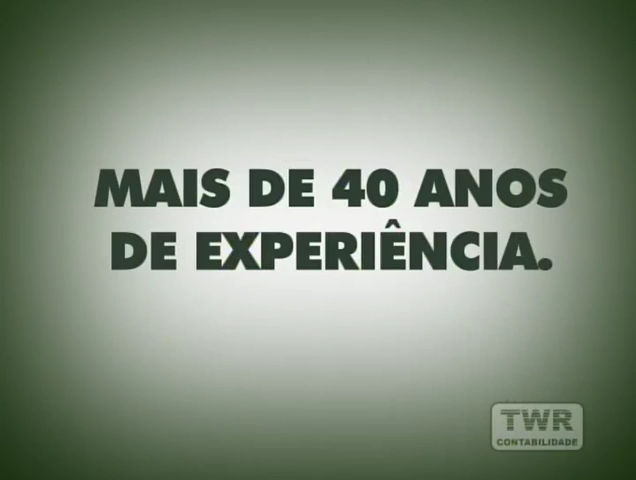 MAIS DE 40 ANOS
DE EXPERIÊNCIA.
TWR
CONTABILIDADE